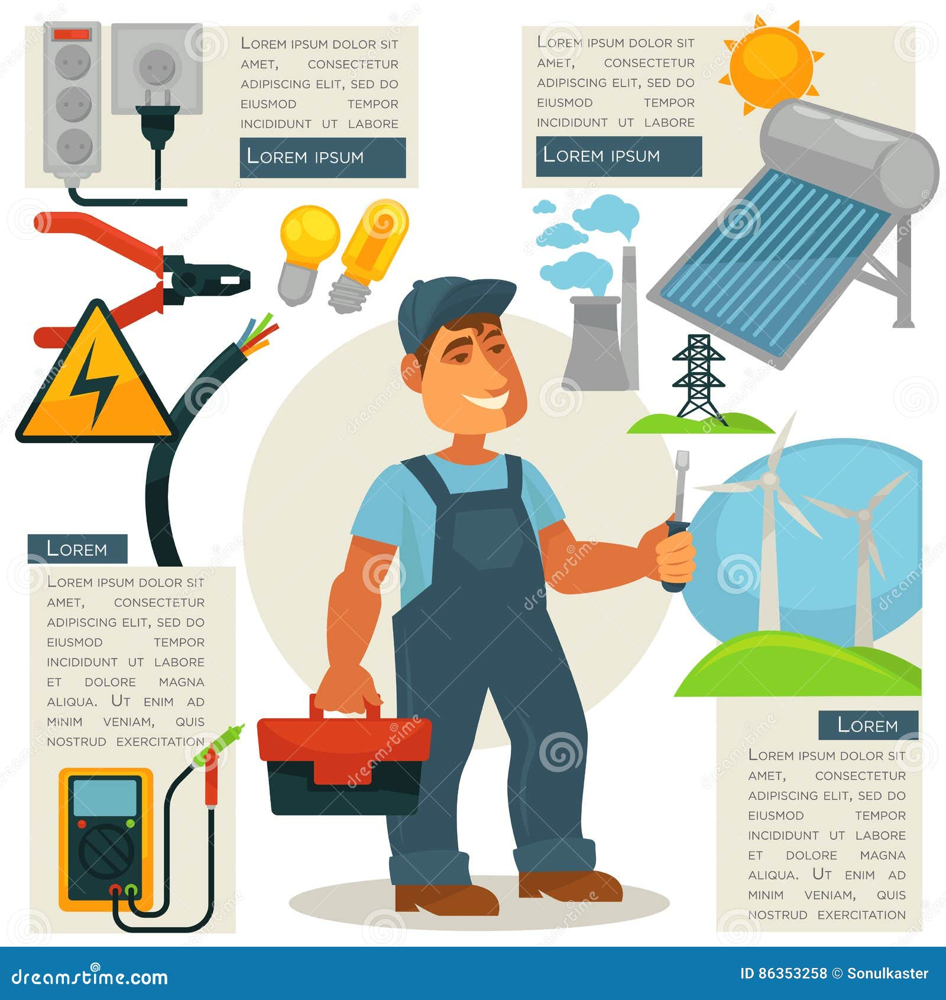 Lorem ipsum dolor sit
amet, consectetur
adipiscing elit, sed do
eiusmod tempor
incididunt ut labore
Lorem ipsum
Lorem ipsum dolor sit
amet, consectetur
adipiscing elit, sed do
eiusmod tempor
incididunt ut labore
Lorem ipsum
Lorem
Lorem ipsum dolor sit
amet, consectetur
adipiscing elit, sed do
eiusmod tempor
incididunt ut labore
et dolore magna
aliqua. Ut enim ad
minim veniam, quis
nostrud exercitation
Lorem
Lorem ipsum dolor sit
amet, consectetur
adipiscing elit, sed do
eiusmod tempor
incididunt ut labore
et dolore magna
aliqua. Ut enim ad
minim veniam, quis
nostrud exercitation
dreamstime.com
ID 86353258 © Sonulkaster